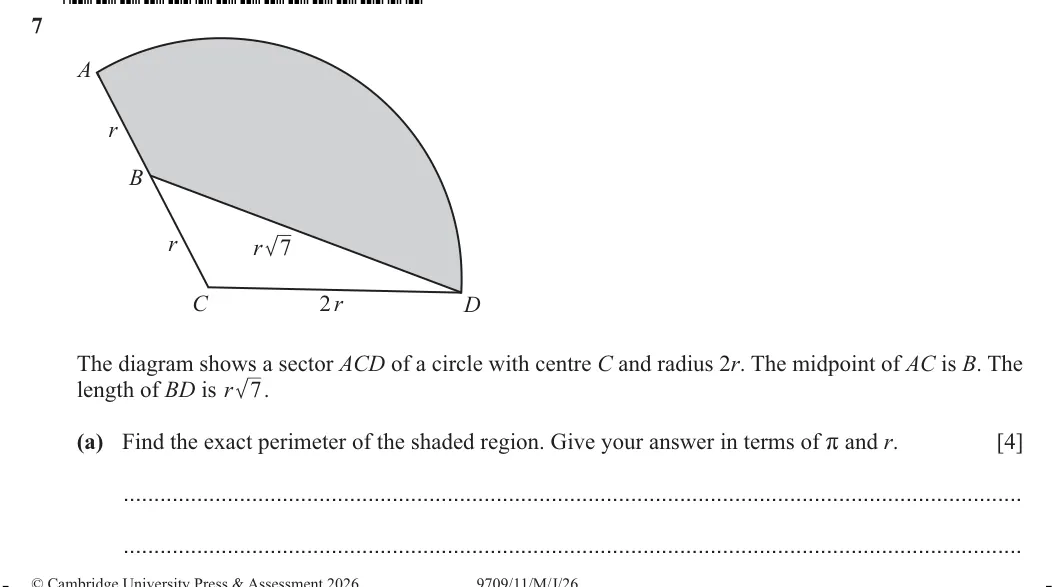 7
A
r
B
r
r√7
C
2r
D
The diagram shows a sector ACD of a circle with centre C and radius 2r. The midpoint of AC is B. The
length of BD is r√7.
(a) Find the exact perimeter of the shaded region. Give your answer in terms of π and r. [4]
© Cambridge University Press & Assessment 2026 9709/11/M/J/26